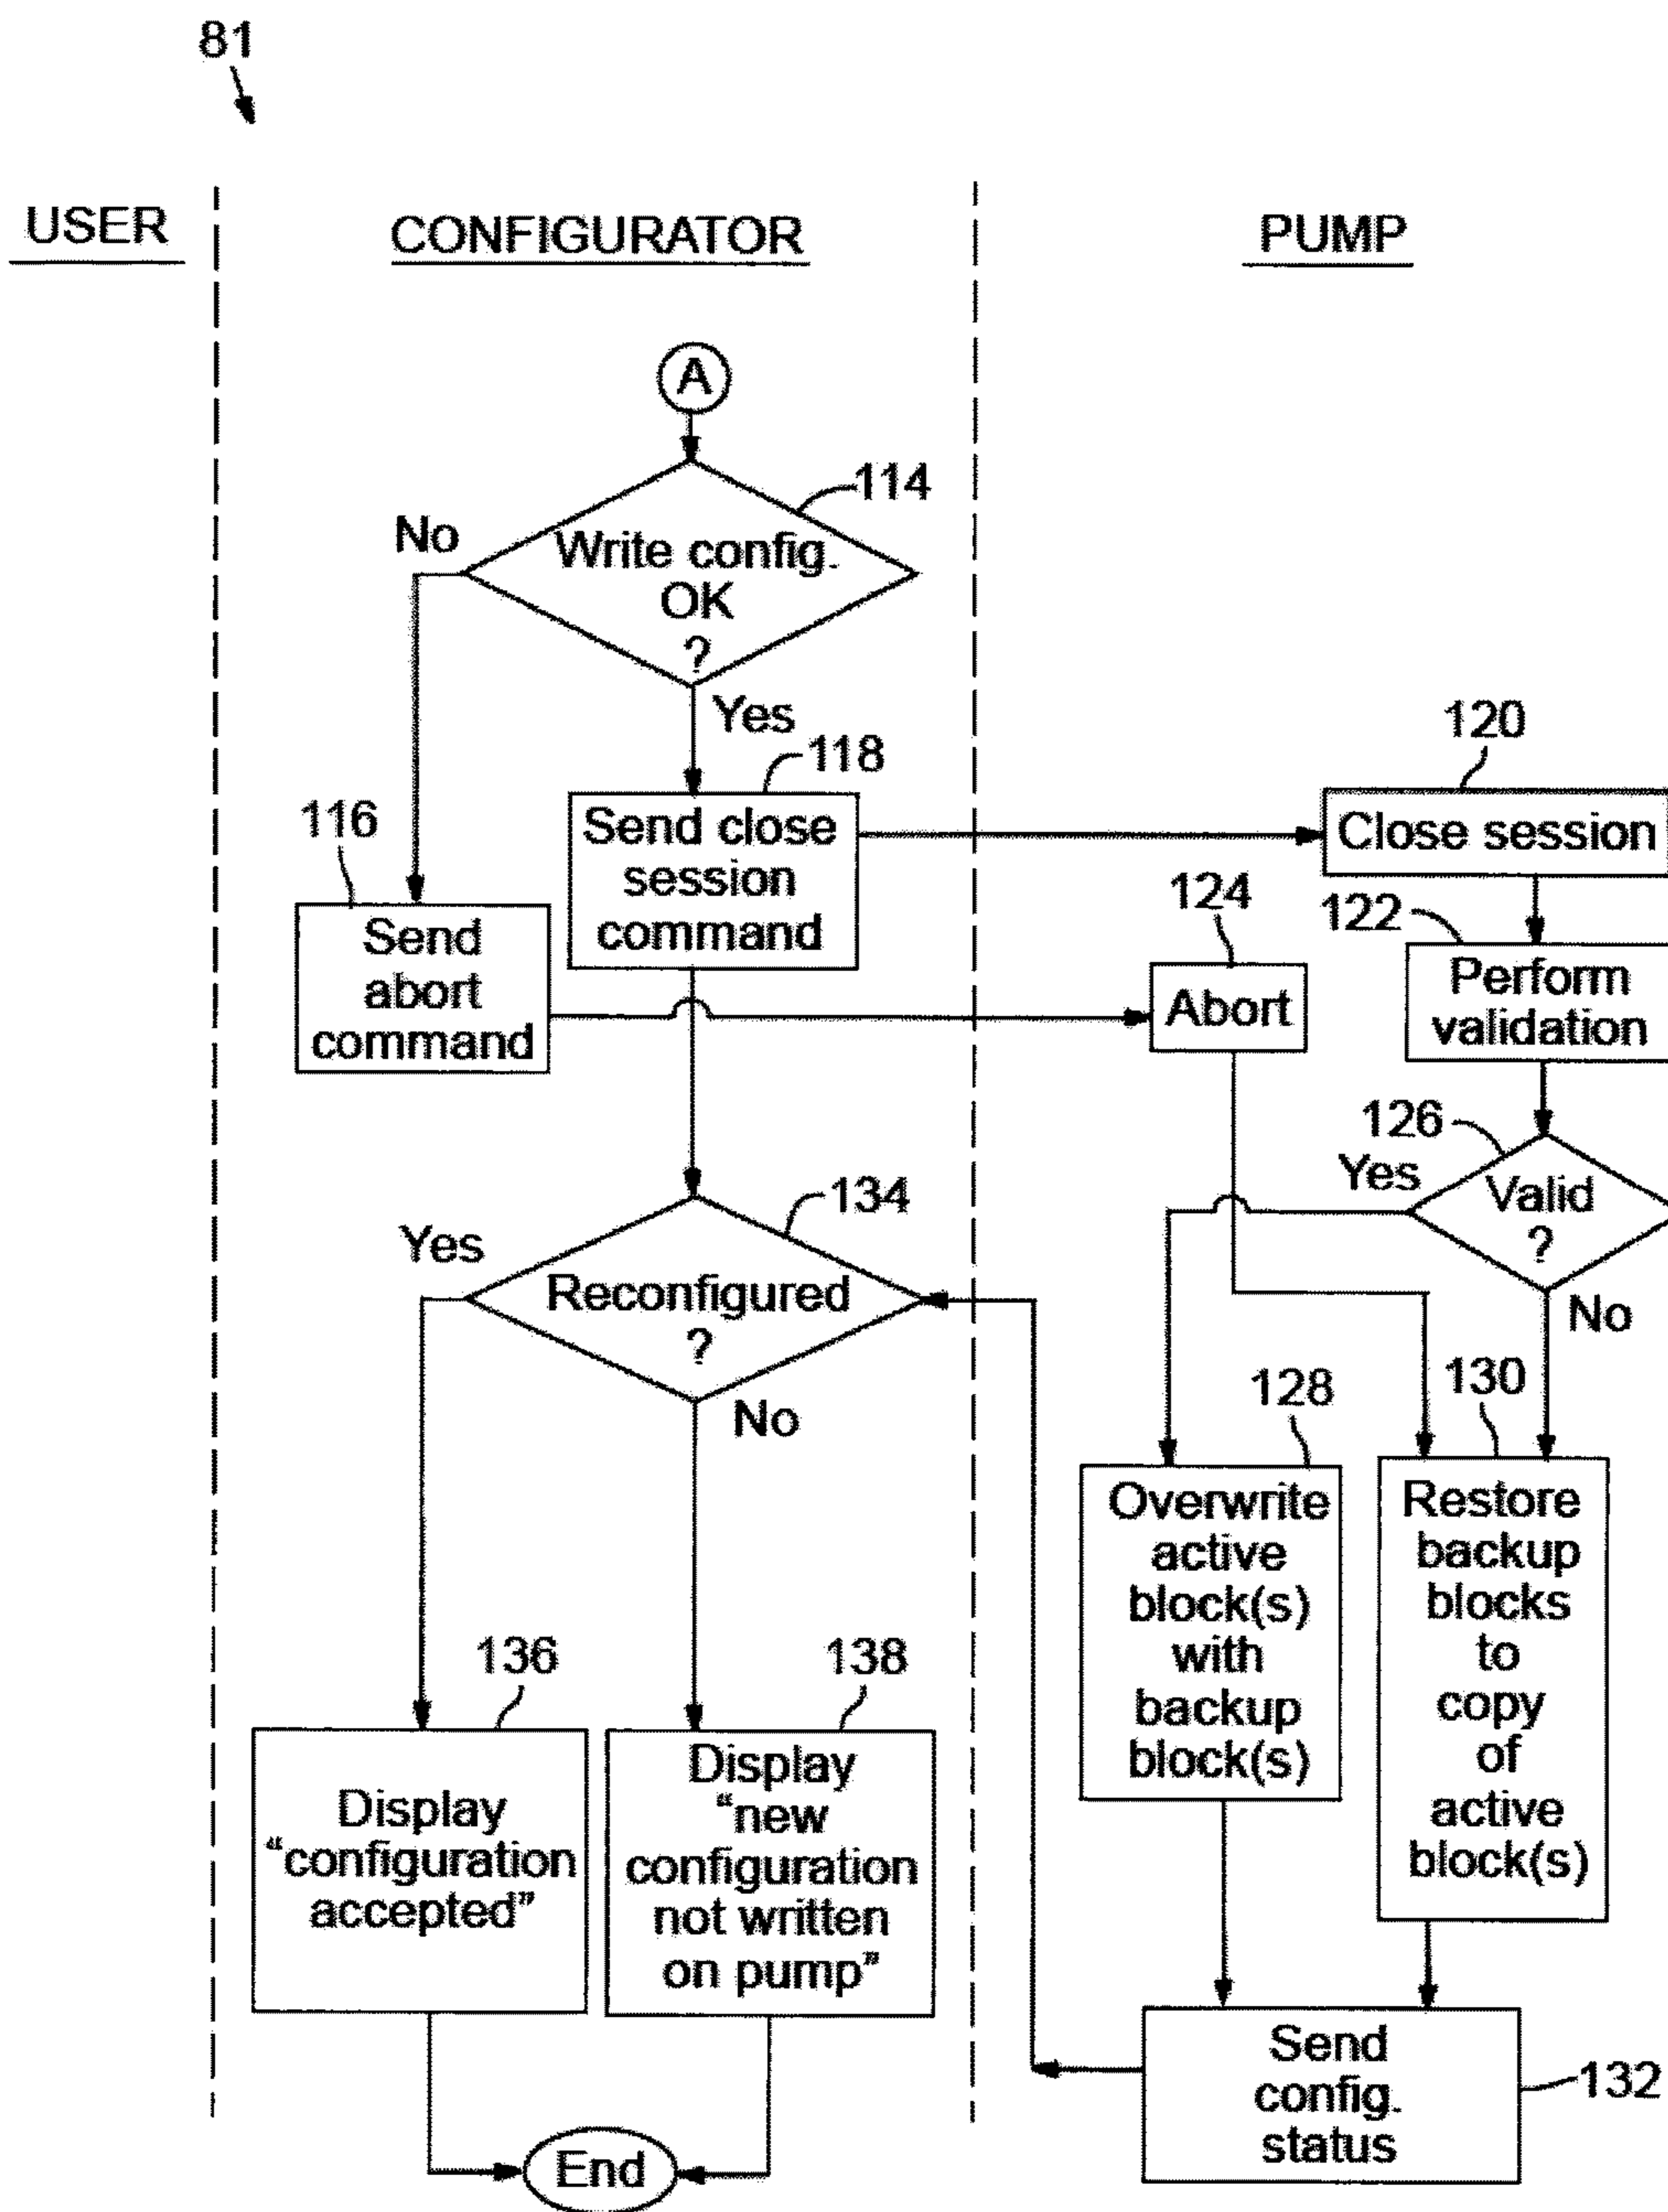 81
USER
CONFIGURATOR
PUMP
A
114
No
Write config.
OK
?
Yes
118
Send close
session
command
116
Send
abort
command
120
Close session
124
Abort
122
Perform
validation
126
Yes
Valid
?
No
134
Yes
Reconfigured
?
No
128
Overwrite
active
block(s)
with
backup
block(s)
130
Restore
backup
blocks
to
copy
of
active
block(s)
136
Display
“configuration
accepted”
138
Display
“new
configuration
not written
on pump”
Send
config.
status
132
End